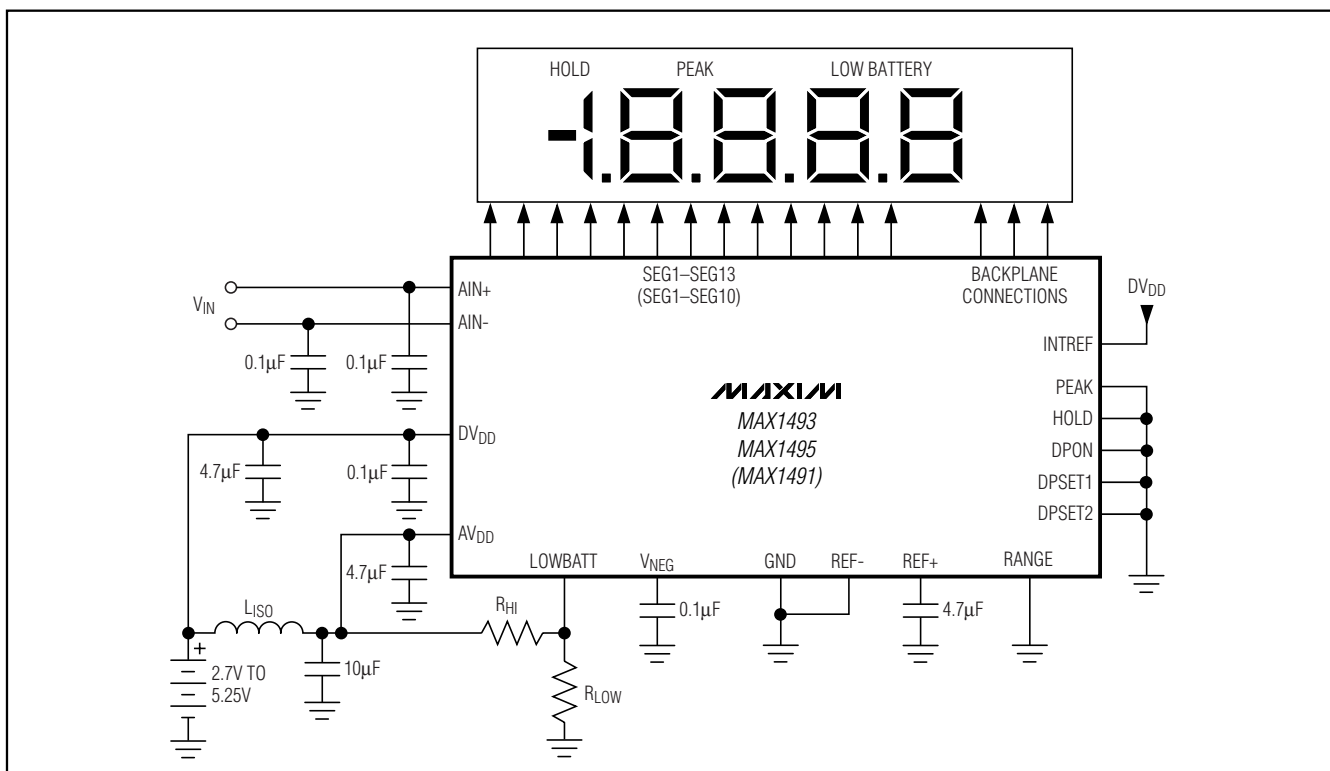 HOLD PEAK LOW BATTERY
-1.8.8.8.8
SEG1–SEG13
(SEG1–SEG10)
BACKPLANE
CONNECTIONS
DVDD
VIN
AIN+
AIN-
0.1µF
0.1µF
INTREF
PEAK
HOLD
DPON
DPSET1
DPSET2
MAXIM
MAX1493
MAX1495
(MAX1491)
DVDD
4.7µF
0.1µF
AVDD
4.7µF
LOWBATT
VNEG
GND
REF-
REF+
RANGE
LISO
RHI
0.1µF
4.7µF
+
2.7V TO
5.25V
10µF
RLOW